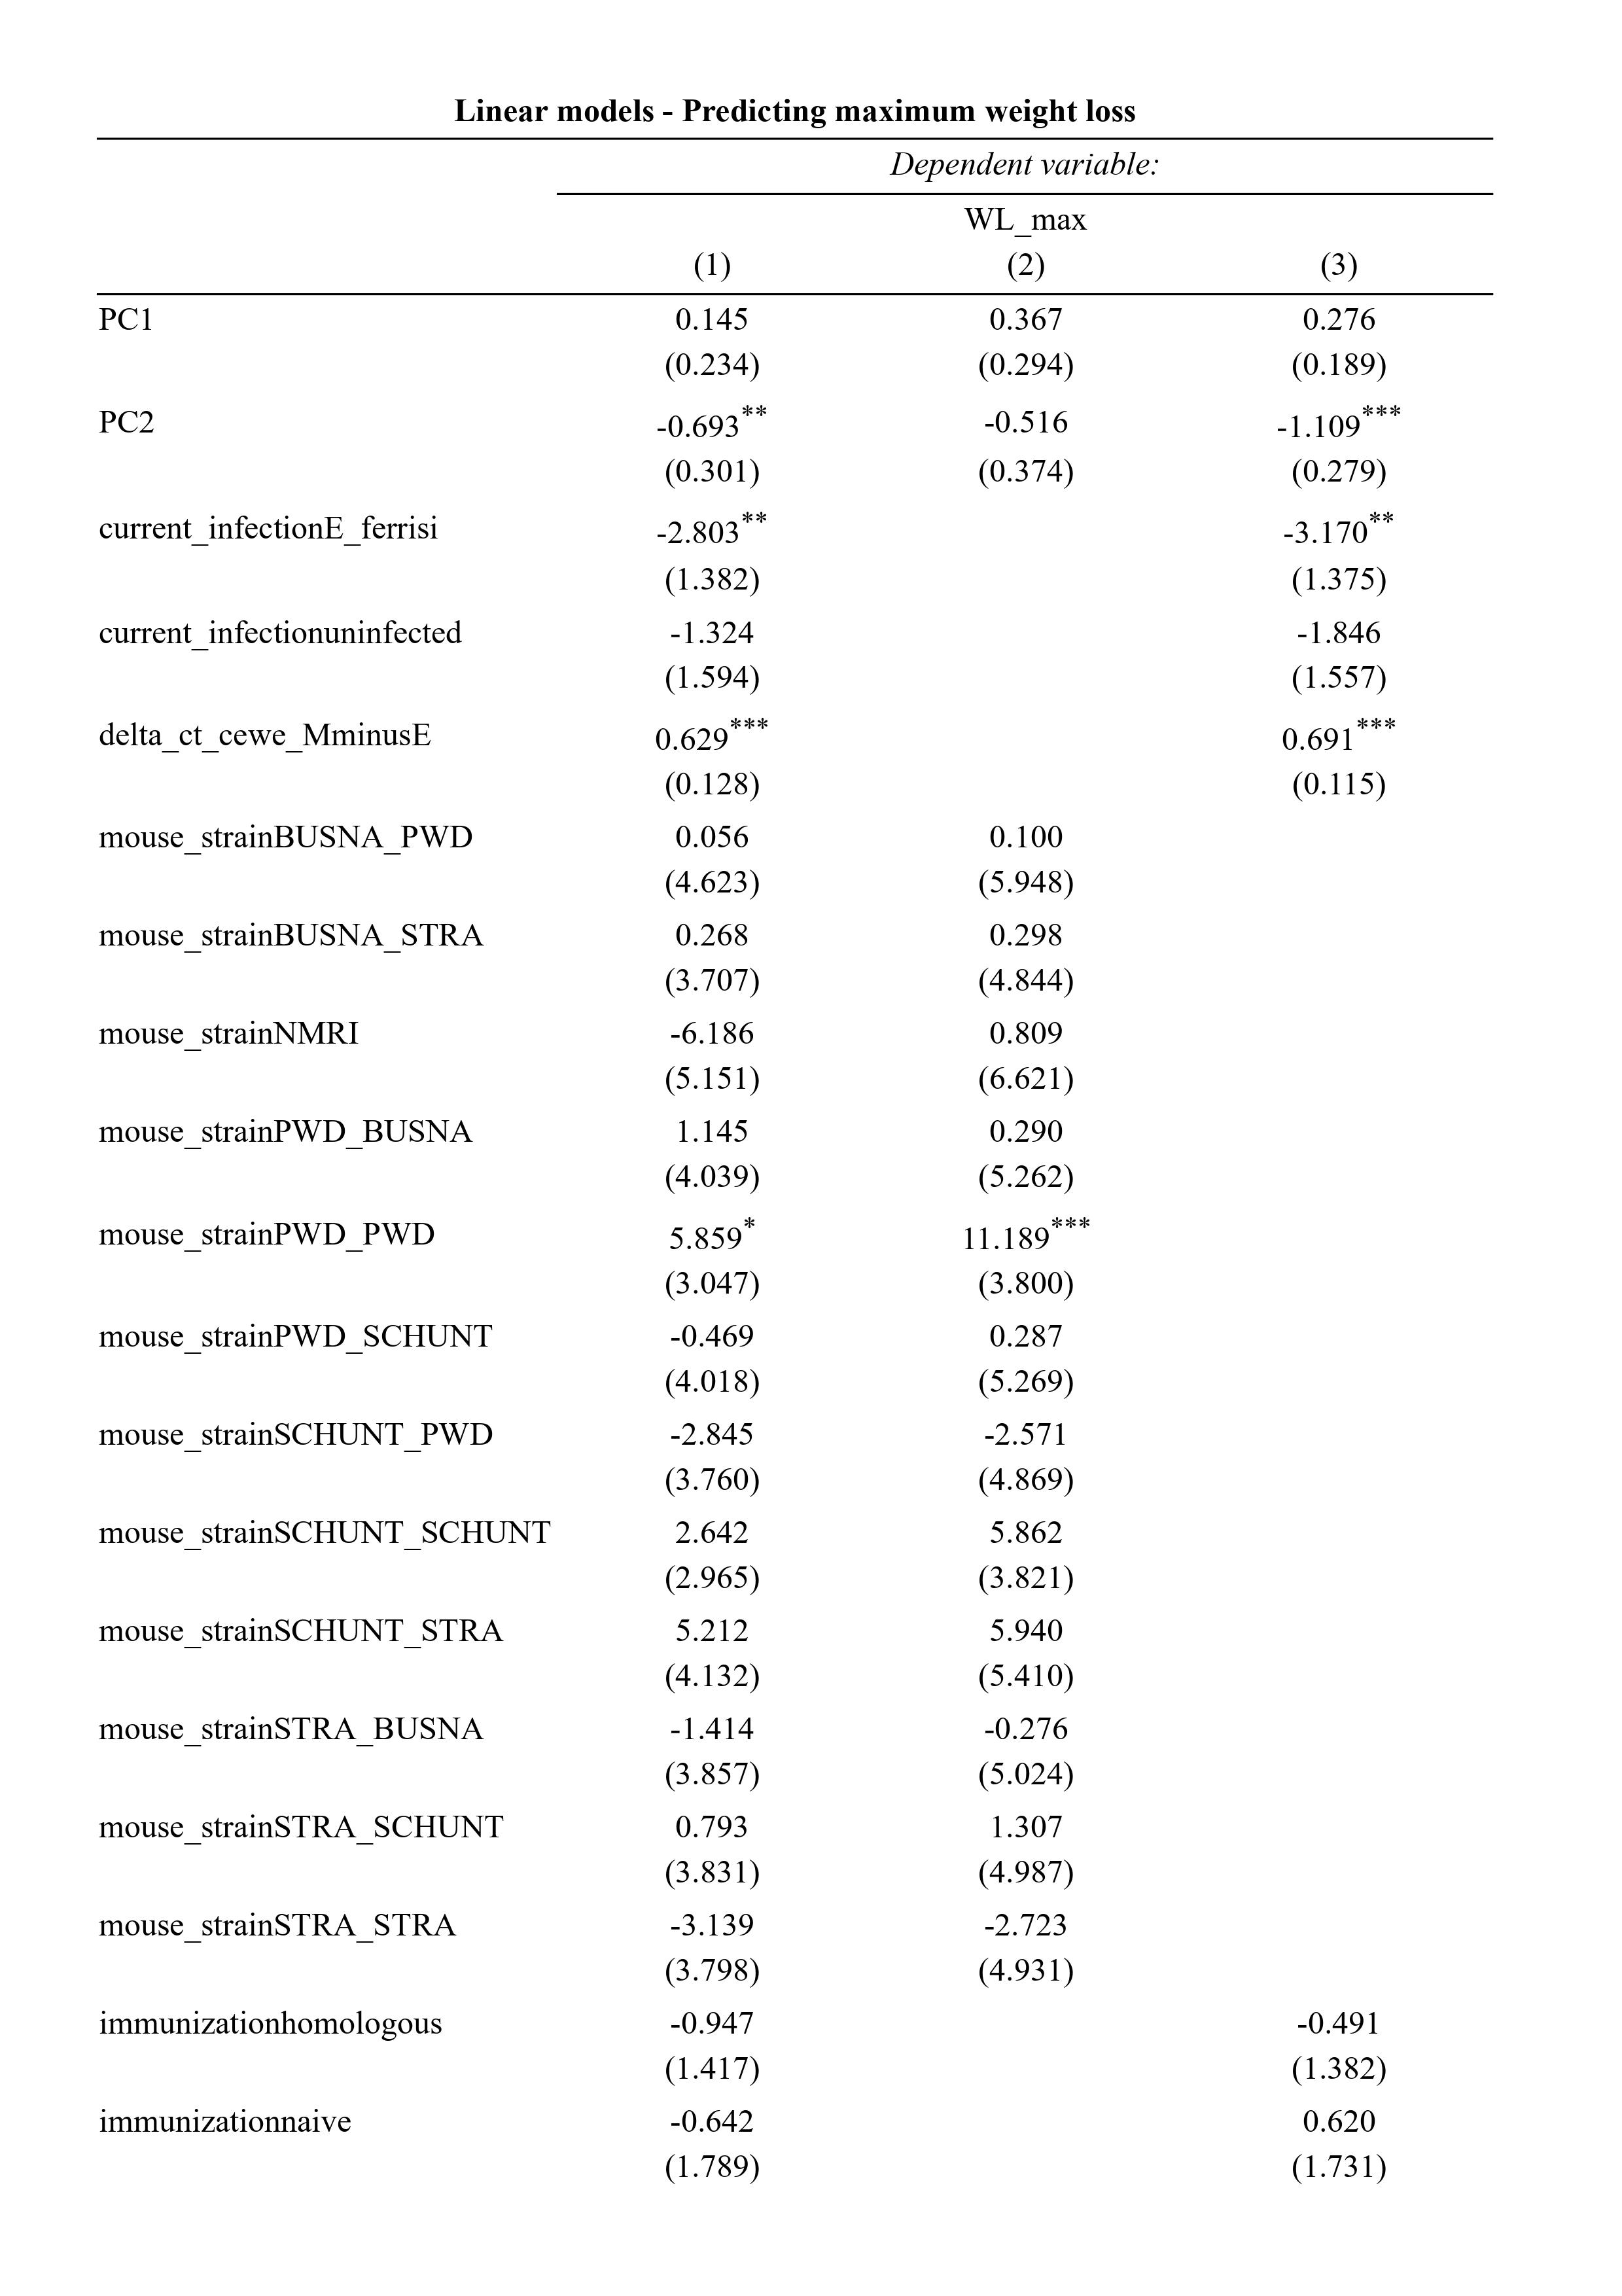 Linear models - Predicting maximum weight loss
Dependent variable:
WL_max
(1) (2) (3)
PC1 0.145 0.367 0.276
(0.234) (0.294) (0.189)
PC2 -0.693** -0.516 -1.109***
(0.301) (0.374) (0.279)
current_infectionE_ferrisi -2.803** -3.170**
(1.382) (1.375)
current_infectionuninfected -1.324 -1.846
(1.594) (1.557)
delta_ct_cewe_MminusE 0.629*** 0.691***
(0.128) (0.115)
mouse_strainBUSNA_PWD 0.056 0.100
(4.623) (5.948)
mouse_strainBUSNA_STRA 0.268 0.298
(3.707) (4.844)
mouse_strainNMRI -6.186 0.809
(5.151) (6.621)
mouse_strainPWD_BUSNA 1.145 0.290
(4.039) (5.262)
mouse_strainPWD_PWD 5.859* 11.189***
(3.047) (3.800)
mouse_strainPWD_SCHUNT -0.469 0.287
(4.018) (5.269)
mouse_strainSCHUNT_PWD -2.845 -2.571
(3.760) (4.869)
mouse_strainSCHUNT_SCHUNT 2.642 5.862
(2.965) (3.821)
mouse_strainSCHUNT_STRA 5.212 5.940
(4.132) (5.410)
mouse_strainSTRA_BUSNA -1.414 -0.276
(3.857) (5.024)
mouse_strainSTRA_SCHUNT 0.793 1.307
(3.831) (4.987)
mouse_strainSTRA_STRA -3.139 -2.723
(3.798) (4.931)
immunizationhomologous -0.947 -0.491
(1.417) (1.382)
immunizationnaive -0.642 0.620
(1.789) (1.731)